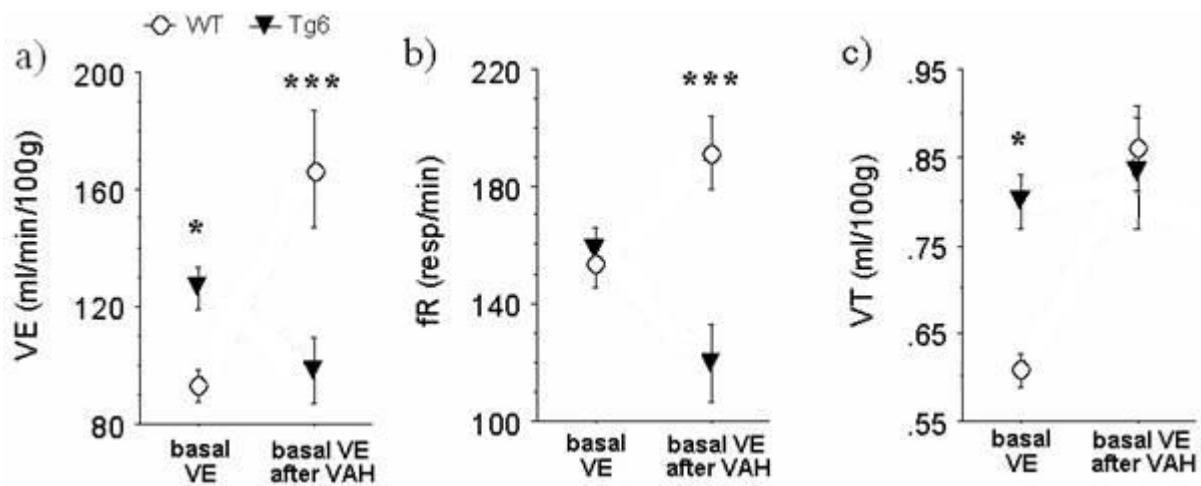 WT Tg6
a)
VE (ml/min/100g)
200
160
120
80
*
***
basal
VE
basal VE
after VAH
b)
fR (resp/min)
220
180
140
100
***
basal
VE
basal VE
after VAH
c)
VT (ml/100g)
.95
.85
.75
.65
.55
*
basal
VE
basal VE
after VAH